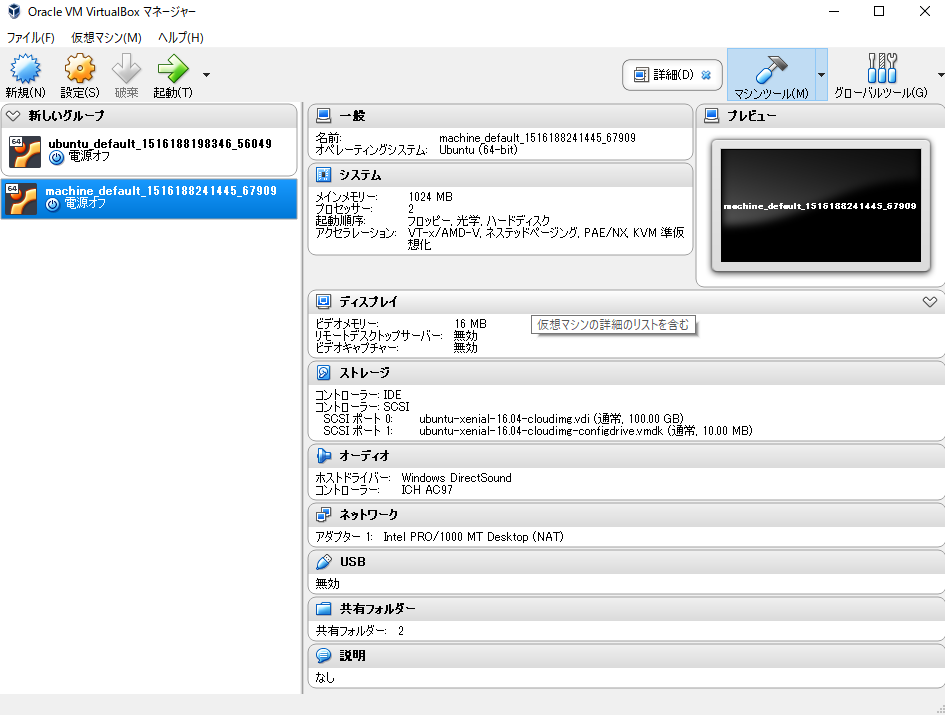 Oracle VM VirtualBox マネージャー
ファイル(F) 仮想マシン(M) ヘルプ(H)
新規(N) 設定(S) 破棄 起動(T) 詳細(D) マシンツール(M) グローバルツール(G)
新しいグループ
64
ubuntu_default_1516188198346_56049
電源オフ
64
machine_default_1516188241445_67909
電源オフ
一般
名前: machine_default_1516188241445_67909
オペレーティングシステム: Ubuntu (64-bit)
システム
メインメモリー: 1024 MB
プロセッサー: 2
起動順序: フロッピー, 光学, ハードディスク
アクセラレーション: VT-x/AMD-V, ネステッドページング, PAE/NX, KVM 準仮
想化
プレビュー
machine_default_1516188241445_67909
ディスプレイ
ビデオメモリー: 16 MB
リモートデスクトップサーバー: 無効
ビデオキャプチャー: 無効
仮想マシンの詳細のリストを含む
ストレージ
コントローラー: IDE
コントローラー: SCSI
SCSI ポート 0: ubuntu-xenial-16.04-cloudimg.vdi (通常, 100.00 GB)
SCSI ポート 1: ubuntu-xenial-16.04-cloudimg-configdrive.vmdk (通常, 10.00 MB)
オーディオ
ホストドライバー: Windows DirectSound
コントローラー: ICH AC97
ネットワーク
アダプター 1: Intel PRO/1000 MT Desktop (NAT)
USB
無効
共有フォルダー
共有フォルダー: 2
説明
なし